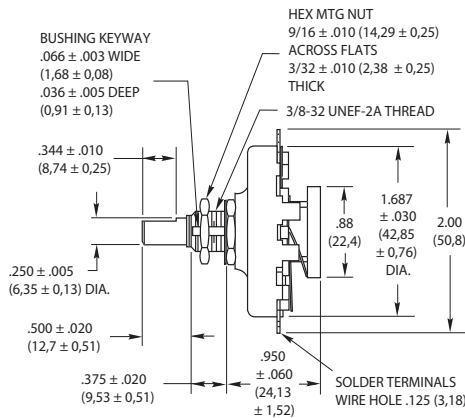 HEX MTG NUT
9/16 ± .010 (14,29 ± 0,25)
ACROSS FLATS
3/32 ± .010 (2,38 ± 0,25)
THICK
BUSHING KEYWAY
.066 ± .003 WIDE
(1,68 ± 0,08)
.036 ± .005 DEEP
(0,91 ± 0,13)
3/8-32 UNEF-2A THREAD
.344 ± .010
(8,74 ± 0,25)
.88
(22,4)
1.687
± .030
(42,85
± 0,76)
DIA.
2.00
(50,8)
.250 ± .005
(6,35 ± 0,13) DIA.
.500 ± .020
(12,7 ± 0,51)
.375 ± .020
(9,53 ± 0,51)
.950
± .060
(24,13
± 1,52)
SOLDER TERMINALS
WIRE HOLE .125 (3,18)